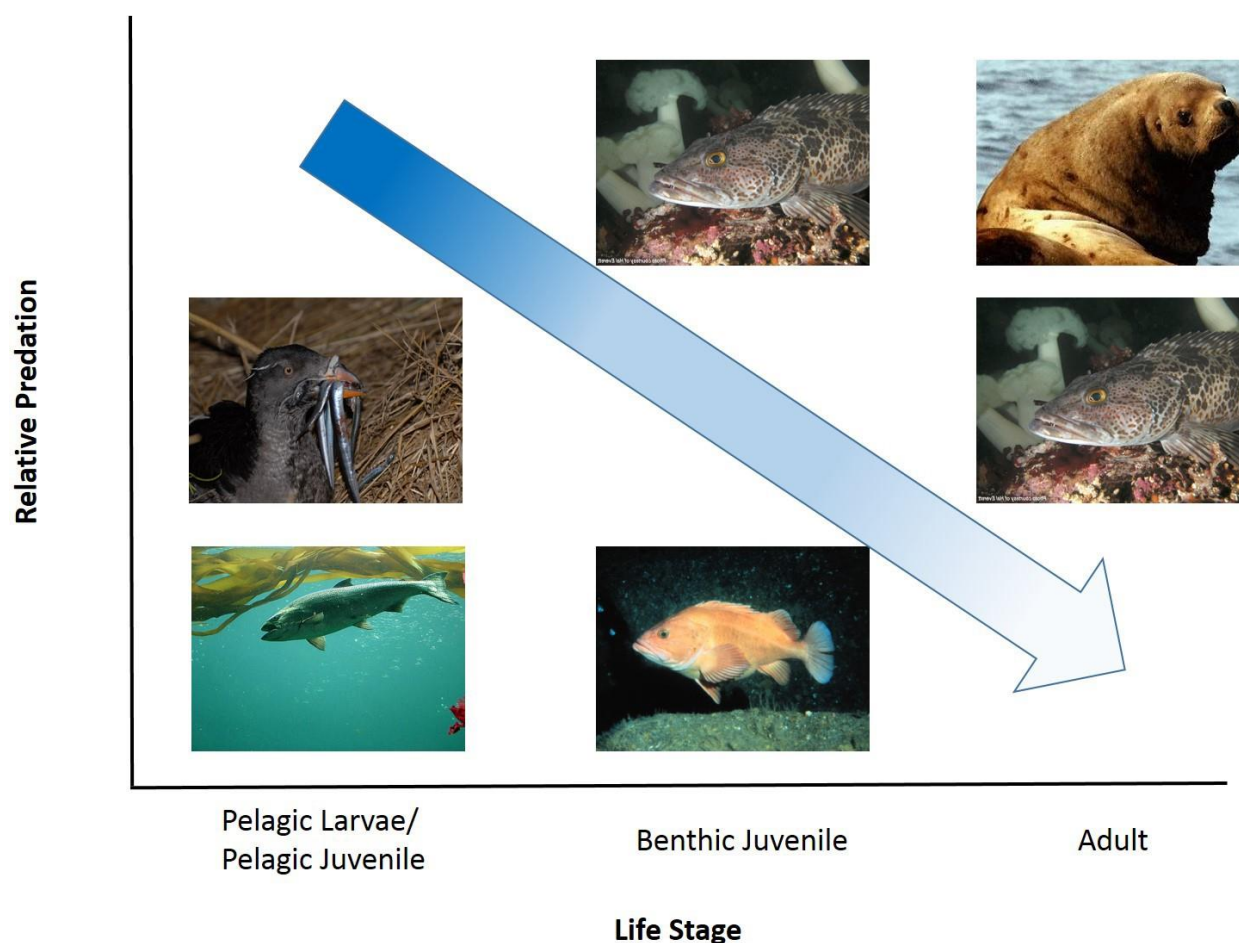 Relative Predation
Pelagic Larvae/
Pelagic Juvenile
Benthic Juvenile
Adult
Life Stage